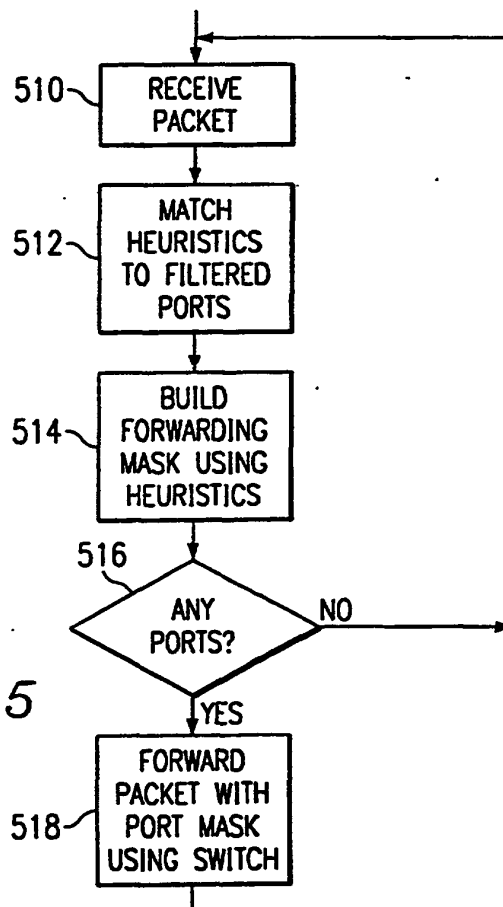 510
RECEIVE
PACKET
512
MATCH
HEURISTICS
TO FILTERED
PORTS
514
BUILD
FORWARDING
MASK USING
HEURISTICS
516
ANY
PORTS?
NO
5
YES
518
FORWARD
PACKET WITH
PORT MASK
USING SWITCH